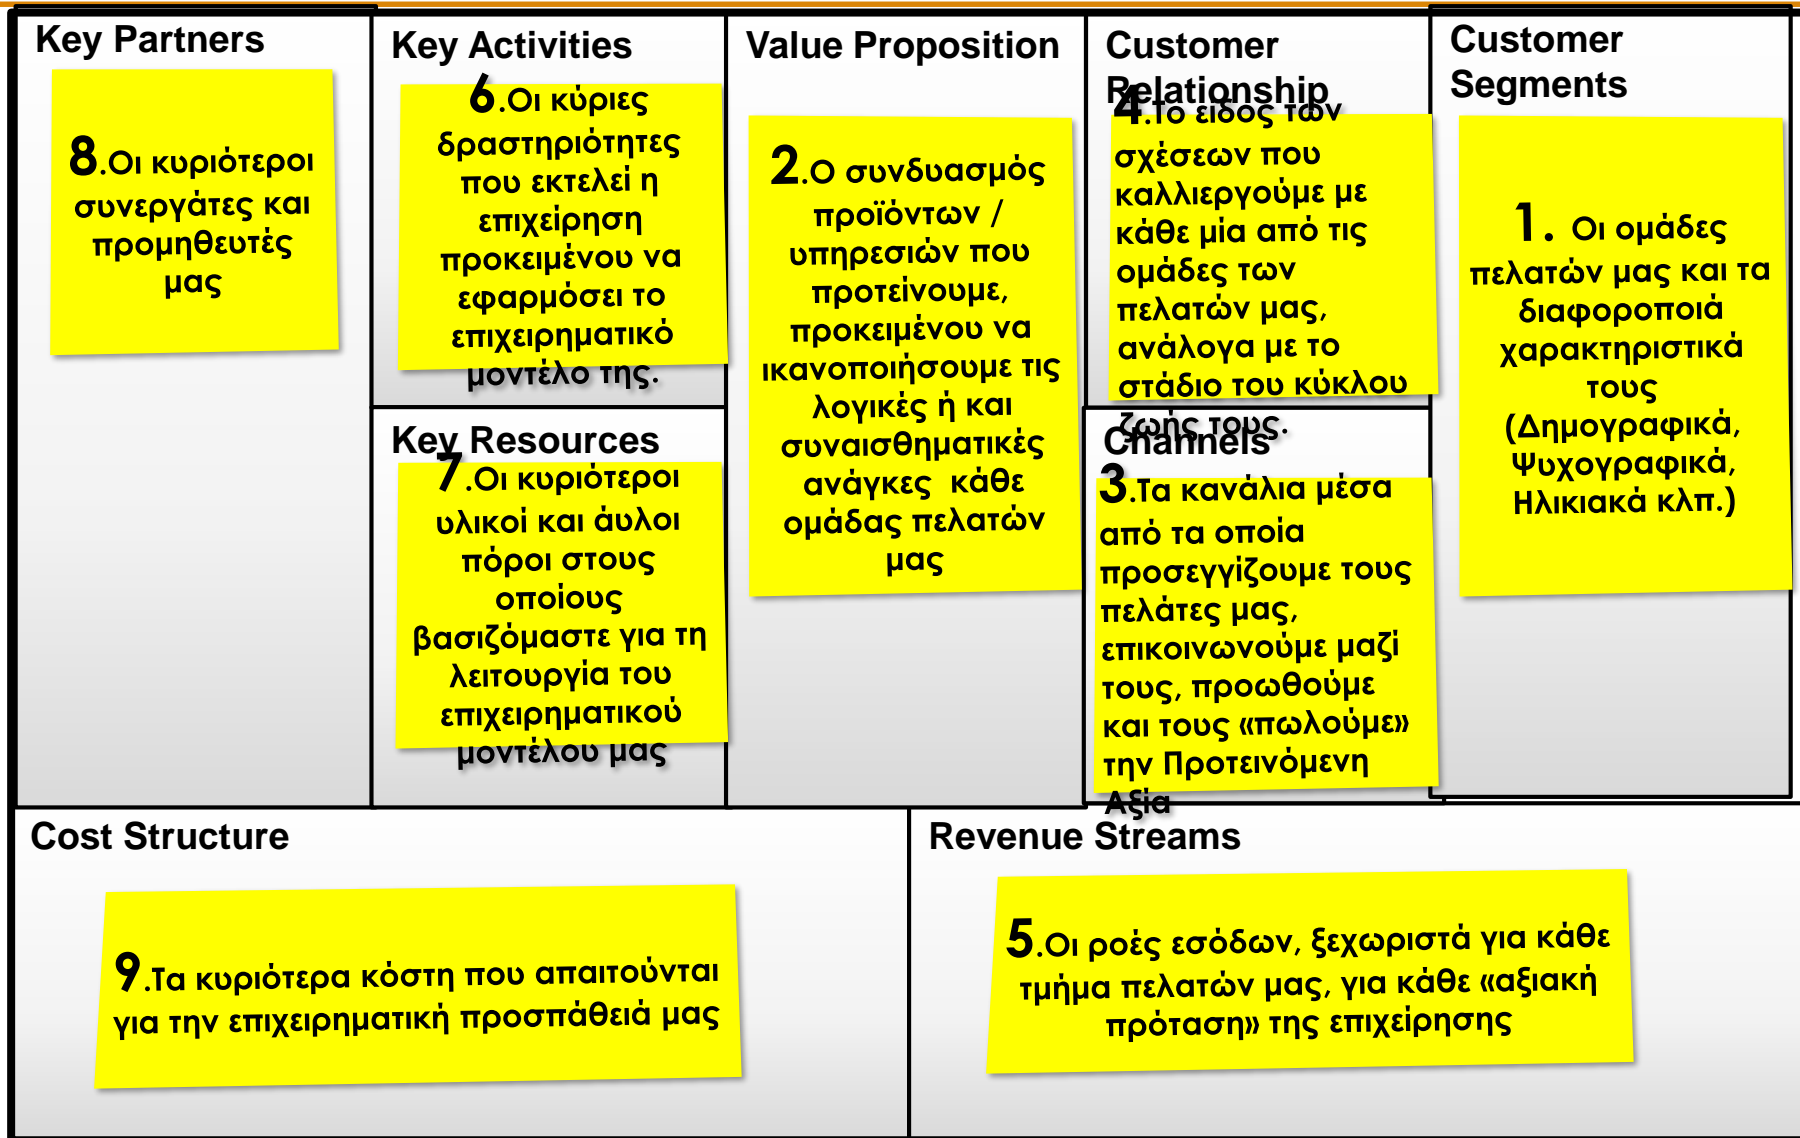 Key Partners
8.Οι κυριότεροι
συνεργάτες και
προμηθευτές
μας
Key Activities
6.Οι κύριες
δραστηριότητες
που εκτελεί η
επιχείρηση
προκειμένου να
εφαρμόσει το
επιχειρηματικό
μοντέλο της.
Key Resources
7.Οι κυριότεροι
υλικοί και άυλοι
πόροι στους
οποίους
βασιζόμαστε για τη
λειτουργία του
επιχειρηματικού
μοντέλου μας
Value Proposition
2.Ο συνδυασμός
προϊόντων /
υπηρεσιών που
προτείνουμε,
προκειμένου να
ικανοποιήσουμε τις
λογικές ή και
συναισθηματικές
ανάγκες κάθε
ομάδας πελατών
μας
Customer
Relationship
4.Το είδος των
σχέσεων που
καλλιεργούμε με
κάθε μία από τις
ομάδες των
πελατών μας,
ανάλογα με το
στάδιο του κύκλου
ζωής τους.
Channels
3.Τα κανάλια μέσα
από τα οποία
προσεγγίζουμε τους
πελάτες μας,
επικοινωνούμε μαζί
τους, προωθούμε
και τους «πωλούμε»
την Προτεινόμενη
Αξία
Customer
Segments
1. Οι ομάδες
πελατών μας και τα
διαφοροποιά
χαρακτηριστικά
τους
(Δημογραφικά,
Ψυχογραφικά,
Ηλικιακά κλπ.)
Cost Structure
9.Τα κυριότερα κόστη που απαιτούνται
για την επιχειρηματική προσπάθειά μας
Revenue Streams
5.Οι ροές εσόδων, ξεχωριστά για κάθε
τμήμα πελατών μας, για κάθε «αξιακή
πρόταση» της επιχείρησης